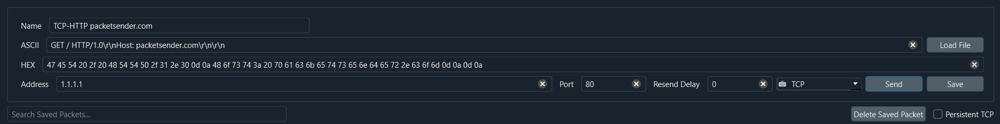 Name TCP-HTTP packetsender.com
ASCII GET / HTTP/1.0\r\nHost: packetsender.com\r\n\r\n Load File
HEX 47 45 54 20 2f 20 48 54 54 50 2f 31 2e 30 0d 0a 48 6f 73 74 3a 20 70 61 63 6b 65 74 73 65 6e 64 65 72 2e 63 6f 6d 0d 0a 0d 0a
Address 1.1.1.1 Port 80 Resend Delay 0 TCP Send Save
Search Saved Packets... Delete Saved Packet Persistent TCP